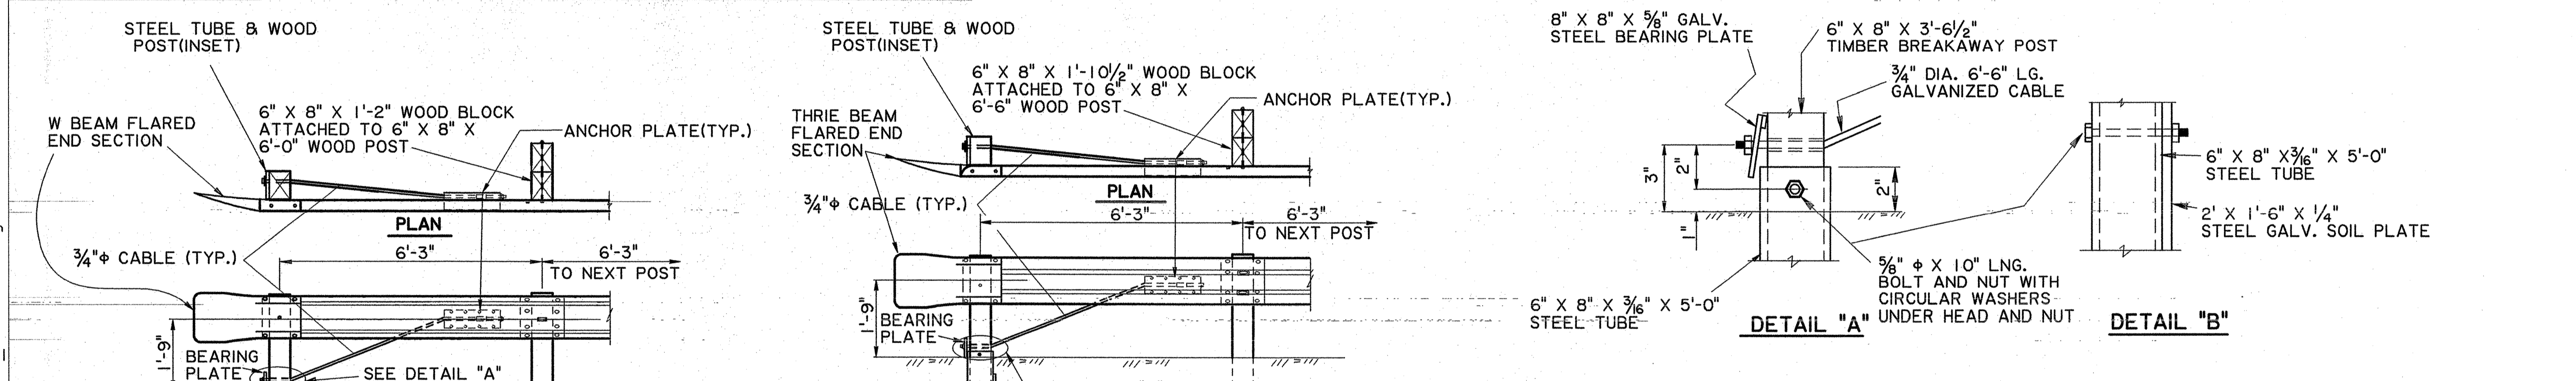 STEEL TUBE & WOOD
POST(INSET)
6" X 8" X 1'-2" WOOD BLOCK
ATTACHED TO 6" X 8" X
6'-0" WOOD POST
W BEAM FLARED
END SECTION
ANCHOR PLATE(TYP.)
PLAN
3/4"ϕ CABLE (TYP.)
6'-3"
6'-3"
TO NEXT POST
1'-9"
BEARING
PLATE
SEE DETAIL "A"
STEEL TUBE & WOOD
POST(INSET)
6" X 8" X 1'-10½" WOOD BLOCK
ATTACHED TO 6" X 8" X
6'-6" WOOD POST
THRIE BEAM
FLARED END
SECTION
ANCHOR PLATE(TYP.)
PLAN
3/4"ϕ CABLE (TYP.)
6'-3"
6'-3"
TO NEXT POST
1'-9"
BEARING
PLATE
8" X 8" X 5/8" GALV.
STEEL BEARING PLATE
6" X 8" X 3'-6½"
TIMBER BREAKAWAY POST
3/4" DIA. 6'-6" LG.
GALVANIZED CABLE
3"
2"
2"
1"
6" X 8" X 3/16" X 5'-0"
STEEL TUBE
5/8" ϕ X 10" LNG.
BOLT AND NUT WITH
CIRCULAR WASHERS
UNDER HEAD AND NUT
DETAIL "A"
6" X 8" X3/16" X 5'-0"
STEEL TUBE
2' X 1'-6" X 1/4"
STEEL GALV. SOIL PLATE
DETAIL "B"